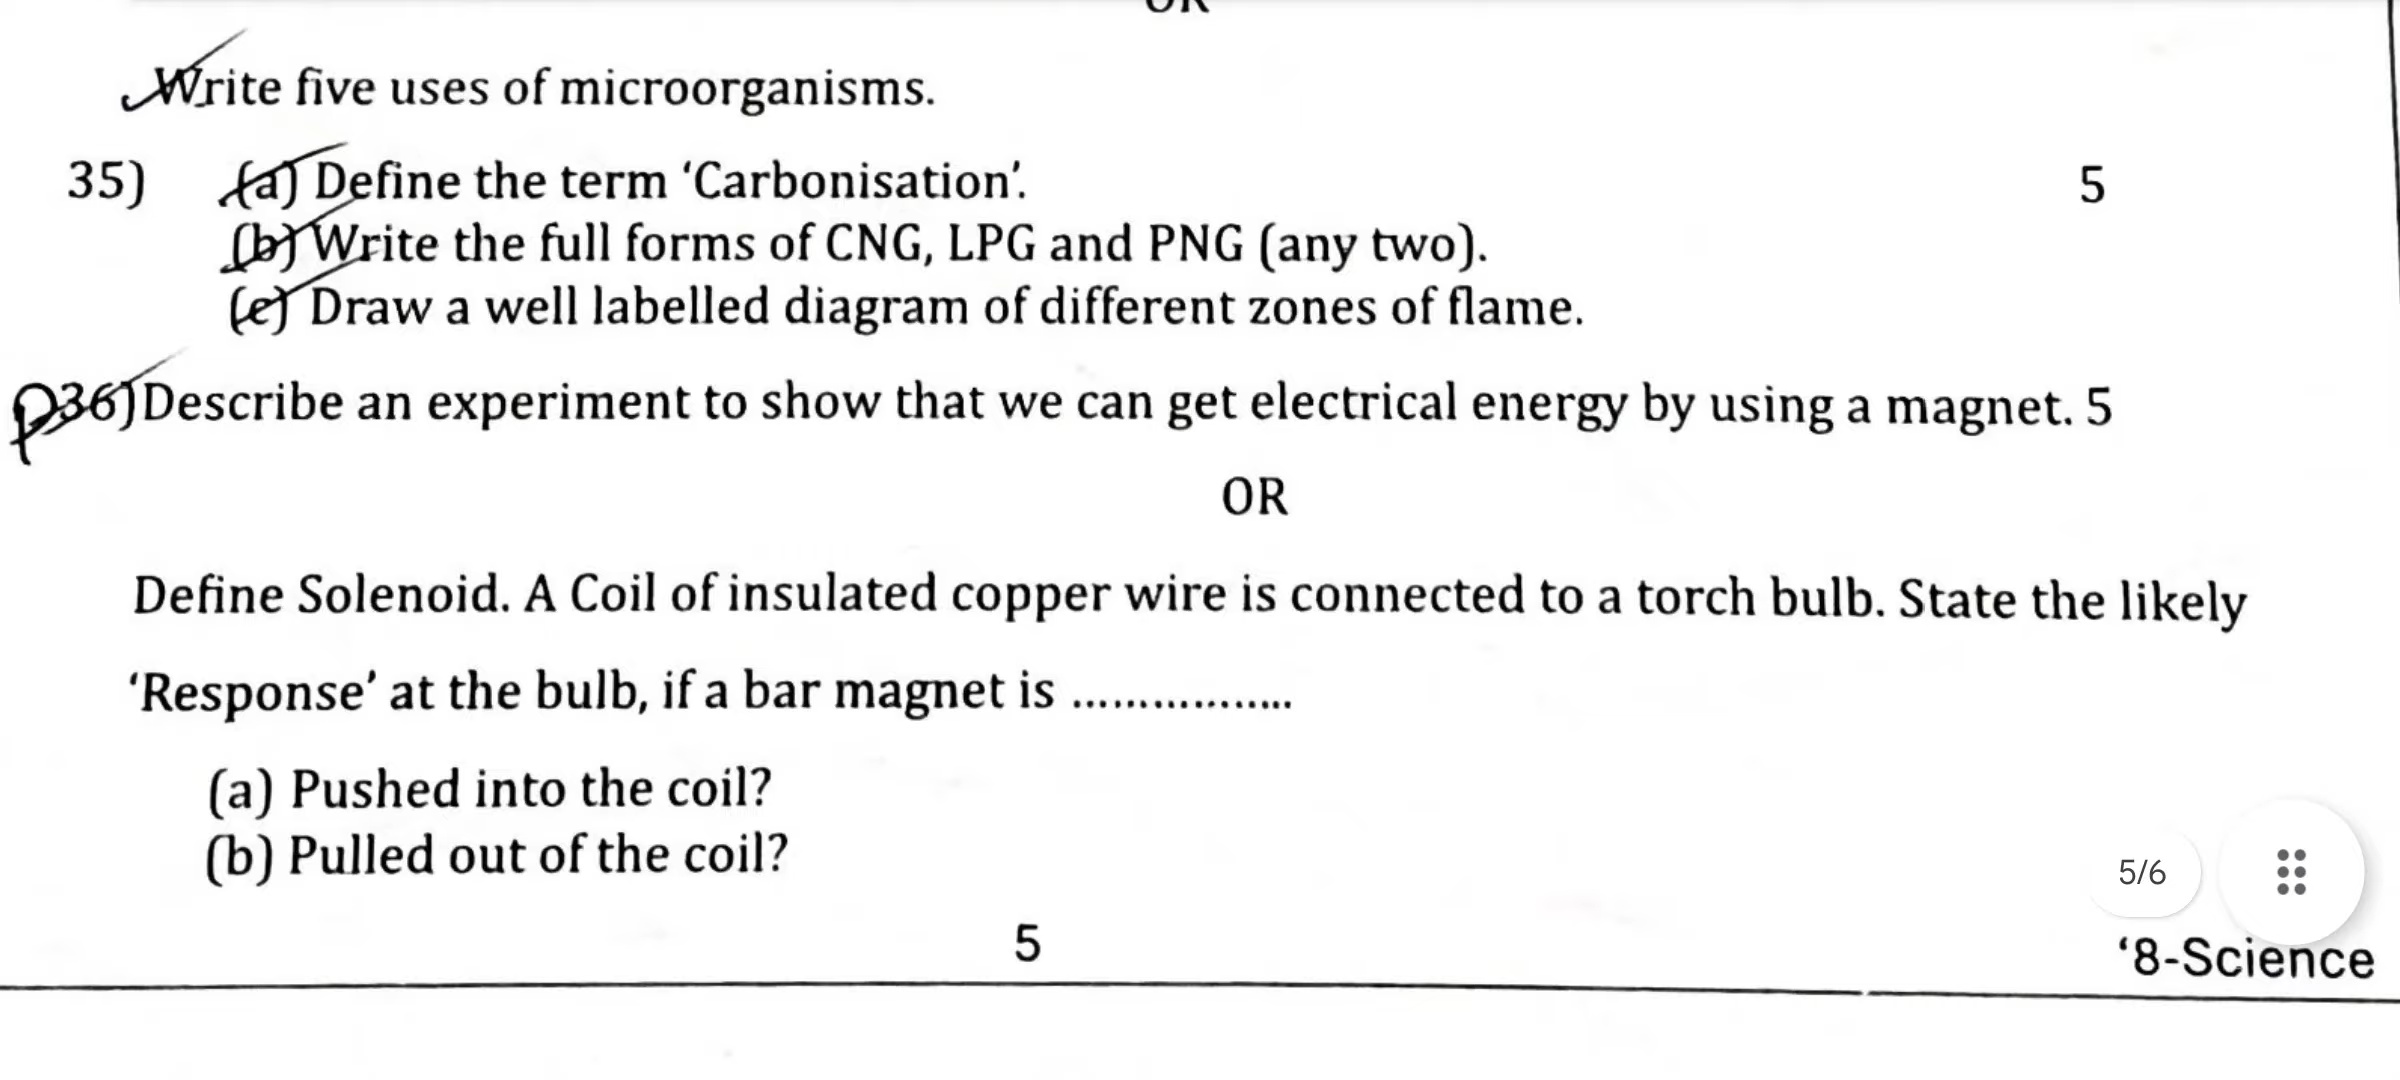 OR
Write five uses of microorganisms.
35) (a) Define the term ‘Carbonisation’. 5
(b) Write the full forms of CNG, LPG and PNG (any two).
(c) Draw a well labelled diagram of different zones of flame.
36) Describe an experiment to show that we can get electrical energy by using a magnet. 5
OR
Define Solenoid. A Coil of insulated copper wire is connected to a torch bulb. State the likely
‘Response’ at the bulb, if a bar magnet is .................
(a) Pushed into the coil?
(b) Pulled out of the coil?
5/6
5
‘8-Science